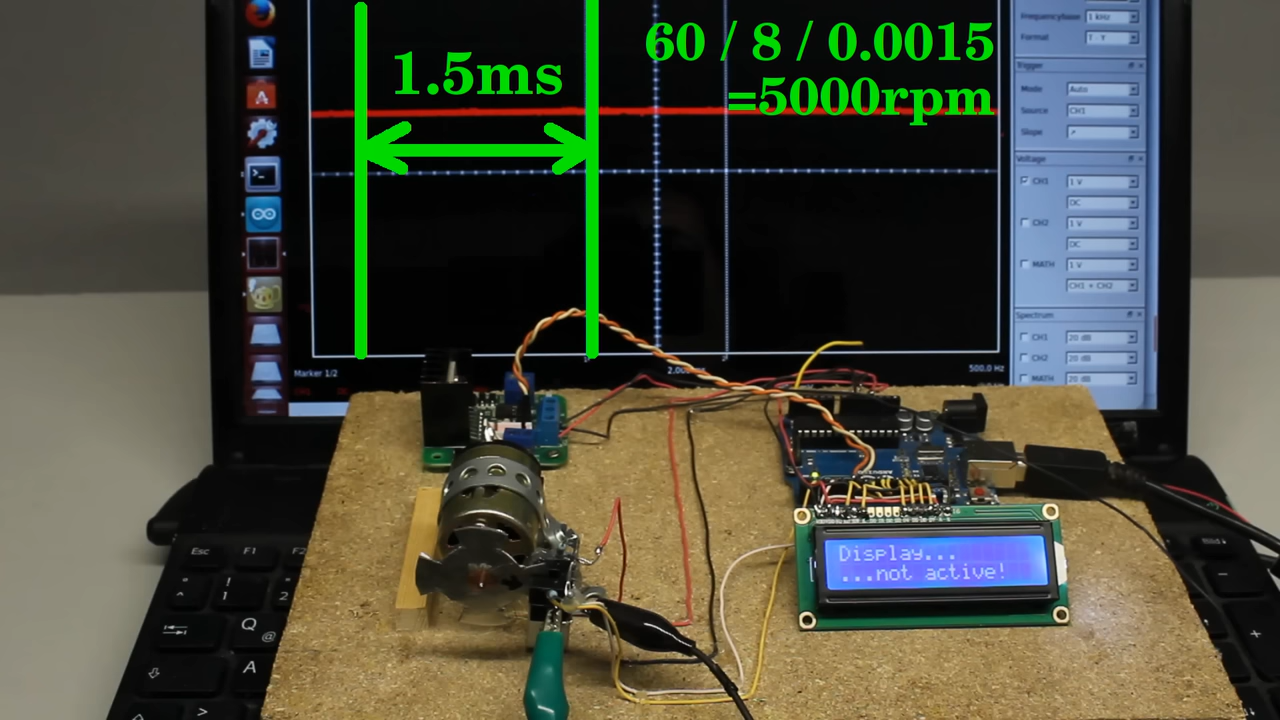 1.5ms
60 / 8 / 0.0015
=5000rpm
Frequencybase
1 kHz
Format
T - Y
Trigger
Mode
Auto
Source
CH1
Slope
Voltage
CH1
1 V
DC
CH2
1 V
DC
MATH
1 V
CH1 + CH2
Spectrum
CH1
20 dB
CH2
20 dB
MATH
20 dB
Marker 1/2
500.0 Hz
Display...
...not active!
Esc
F1
F2
!
1
2
Q
@
A
>